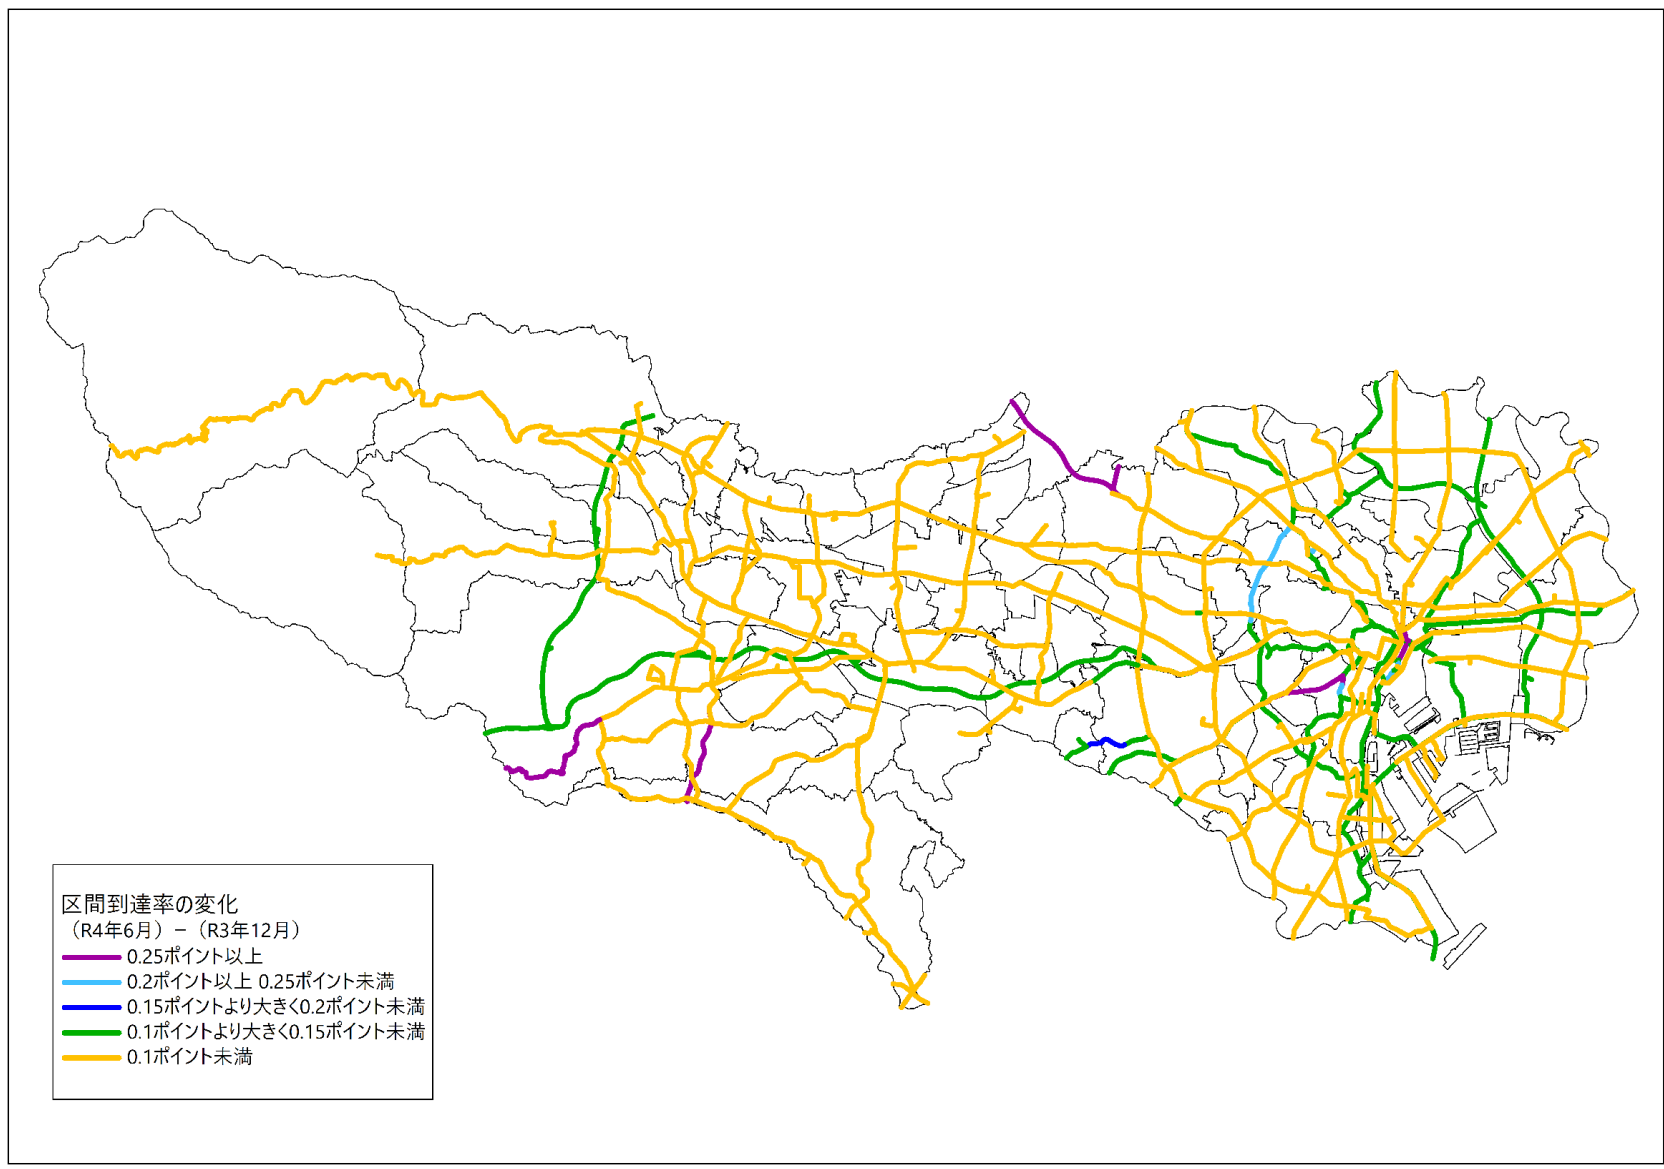 区間到達率の変化
（R4年6月）－（R3年12月）
0.25ポイント以上
0.2ポイント以上 0.25ポイント未満
0.15ポイントより大きく0.2ポイント未満
0.1ポイントより大きく0.15ポイント未満
0.1ポイント未満